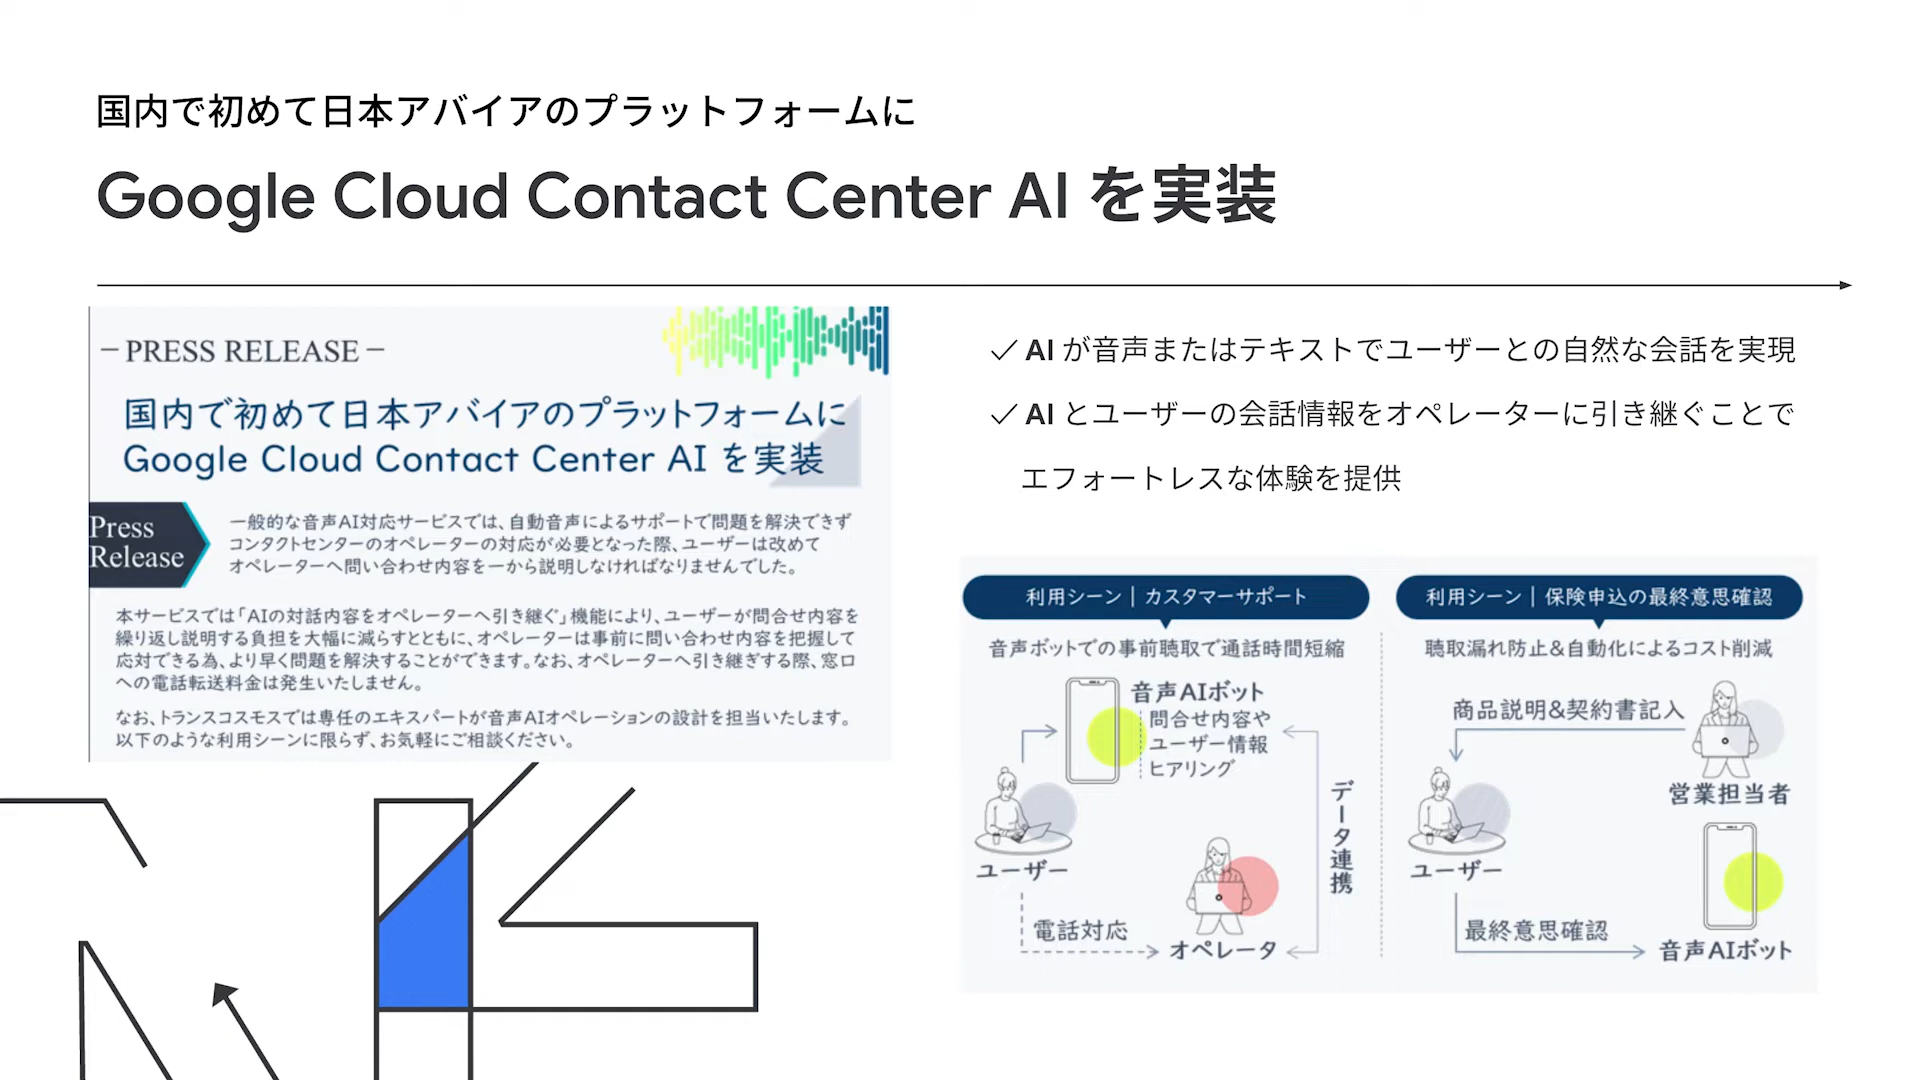 国内で初めて日本アバイアのプラットフォームに
Google Cloud Contact Center AI を実装
－PRESS RELEASE－
国内で初めて日本アバイアのプラットフォームに
Google Cloud Contact Center AI を実装
Press
Release
一般的な音声AI対応サービスでは、自動音声によるサポートで問題を解決できず
コンタクトセンターのオペレーターの対応が必要となった際、ユーザーは改めて
オペレーターへ問い合わせ内容を一から説明しなければなりませんでした。
本サービスでは「AIの対話内容をオペレーターへ引き継ぐ」機能により、ユーザーが問合せ内容を
繰り返し説明する負担を大幅に減らすとともに、オペレーターは事前に問い合わせ内容を把握して
応対できる為、より早く問題を解決することができます。なお、オペレーターへ引き継ぎする際、窓口
への電話転送料金は発生いたしません。
なお、トランスコスモスでは専任のエキスパートが音声AIオペレーションの設計を担当いたします。
以下のような利用シーンに限らず、お気軽にご相談ください。
✓ AI が音声またはテキストでユーザーとの自然な会話を実現
✓ AI とユーザーの会話情報をオペレーターに引き継ぐことで
エフォートレスな体験を提供
利用シーン｜カスタマーサポート
音声ボットでの事前聴取で通話時間短縮
音声AIボット
問合せ内容や
ユーザー情報
ヒアリング
ユーザー
データ連携
電話対応
オペレータ
利用シーン｜保険申込の最終意思確認
聴取漏れ防止&自動化によるコスト削減
商品説明&契約書記入
営業担当者
ユーザー
最終意思確認
音声AIボット